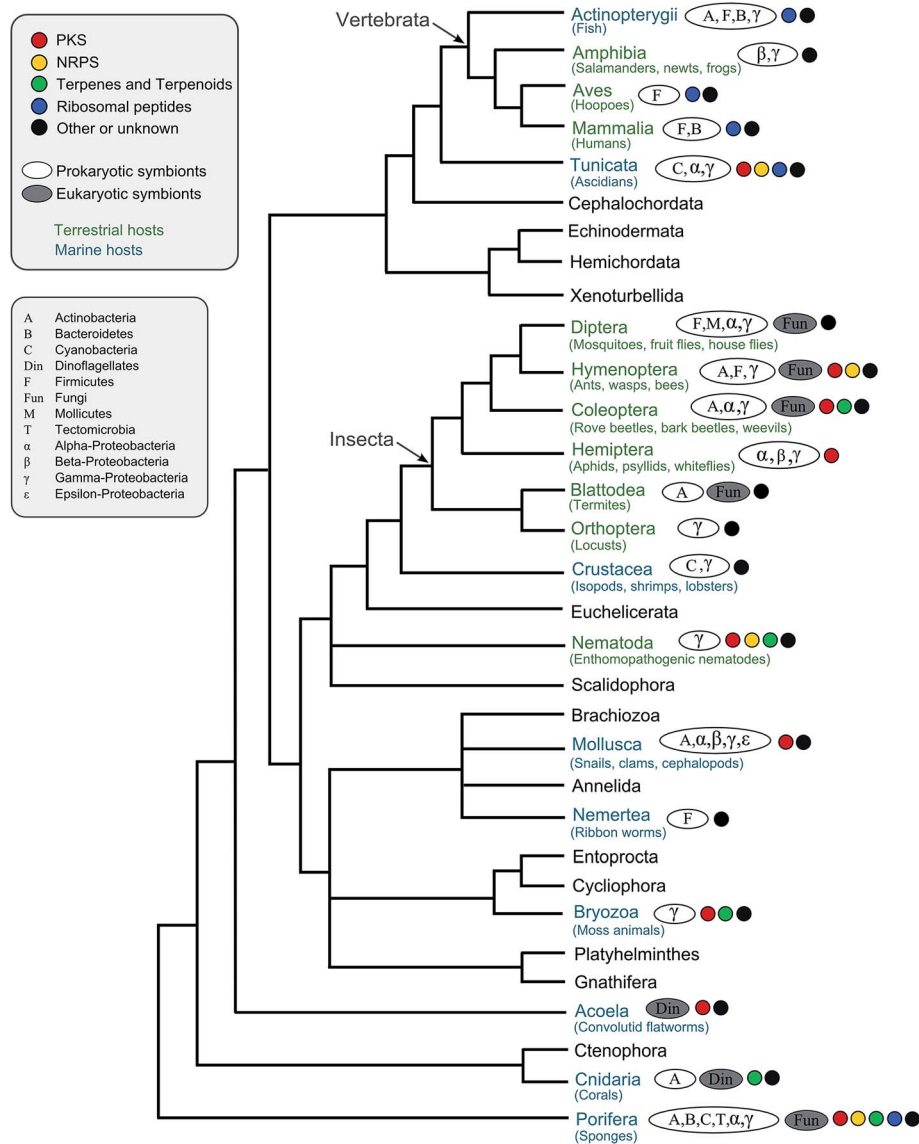 PKS
NRPS
Terpenes and Terpenoids
Ribosomal peptides
Other or unknown
Prokaryotic symbionts
Eukaryotic symbionts
Terrestrial hosts
Marine hosts
A Actinobacteria
B Bacteroidetes
C Cyanobacteria
Din Dinoflagellates
F Firmicutes
Fun Fungi
M Mollicutes
T Tectomicrobia
α Alpha-Proteobacteria
β Beta-Proteobacteria
γ Gamma-Proteobacteria
ε Epsilon-Proteobacteria
Vertebrata
Insecta
Actinopterygii A, F,B,γ
(Fish)
Amphibia β,γ
(Salamanders, newts, frogs)
Aves F
(Hoopoes)
Mammalia F,B
(Humans)
Tunicata C,α,γ
(Ascidians)
Cephalochordata
Echinodermata
Hemichordata
Xenoturbellida
Diptera F,M,α,γ Fun
(Mosquitoes, fruit flies, house flies)
Hymenoptera A,F,γ Fun
(Ants, wasps, bees)
Coleoptera A,α,γ Fun
(Rove beetles, bark beetles, weevils)
Hemiptera α,β,γ
(Aphids, psyllids, whiteflies)
Blattodea A Fun
(Termites)
Orthoptera γ
(Locusts)
Crustacea C,γ
(Isopods, shrimps, lobsters)
Euchelicerata
Nematoda γ
(Enthomopathogenic nematodes)
Scalidophora
Brachiozoa
Mollusca A,α,β,γ,ε
(Snails, clams, cephalopods)
Annelida
Nemertea F
(Ribbon worms)
Entoprocta
Cycliophora
Bryozoa γ
(Moss animals)
Platyhelminthes
Gnathifera
Acoela Din
(Convolutid flatworms)
Ctenophora
Cnidaria A Din
(Corals)
Porifera A,B,C,T,α,γ Fun
(Sponges)